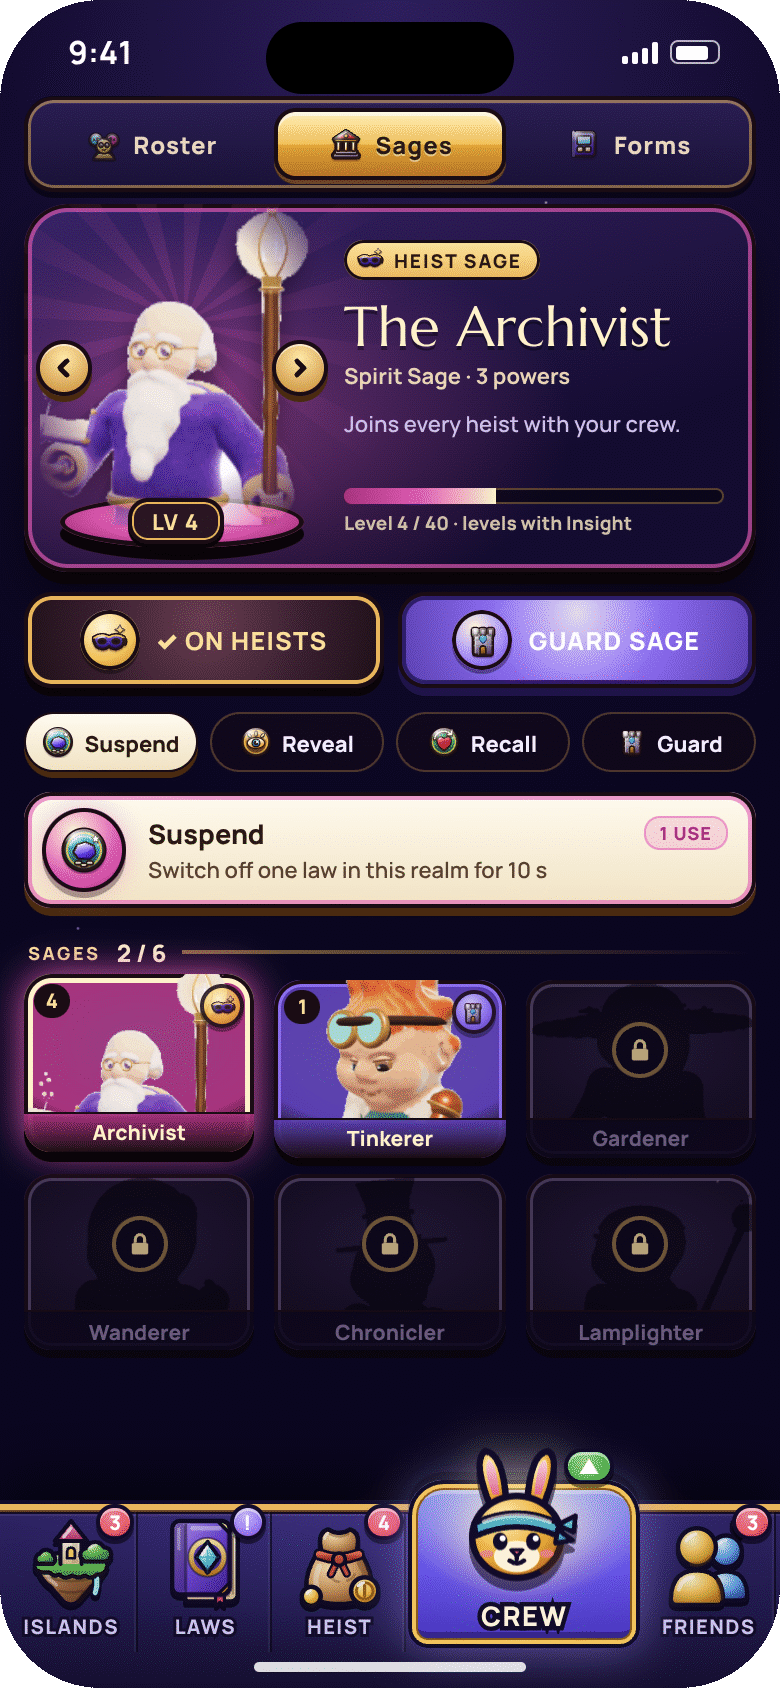 9:41
Roster
Sages
Forms
HEIST SAGE
The Archivist
Spirit Sage · 3 powers
Joins every heist with your crew.
LV 4
Level 4 / 40 · levels with Insight
✓ ON HEISTS
GUARD SAGE
Suspend
Reveal
Recall
Guard
Suspend
1 USE
Switch off one law in this realm for 10 s
SAGES 2 / 6
4
Archivist
1
Tinkerer
Gardener
Wanderer
Chronicler
Lamplighter
3
!
4
3
ISLANDS
LAWS
HEIST
CREW
FRIENDS